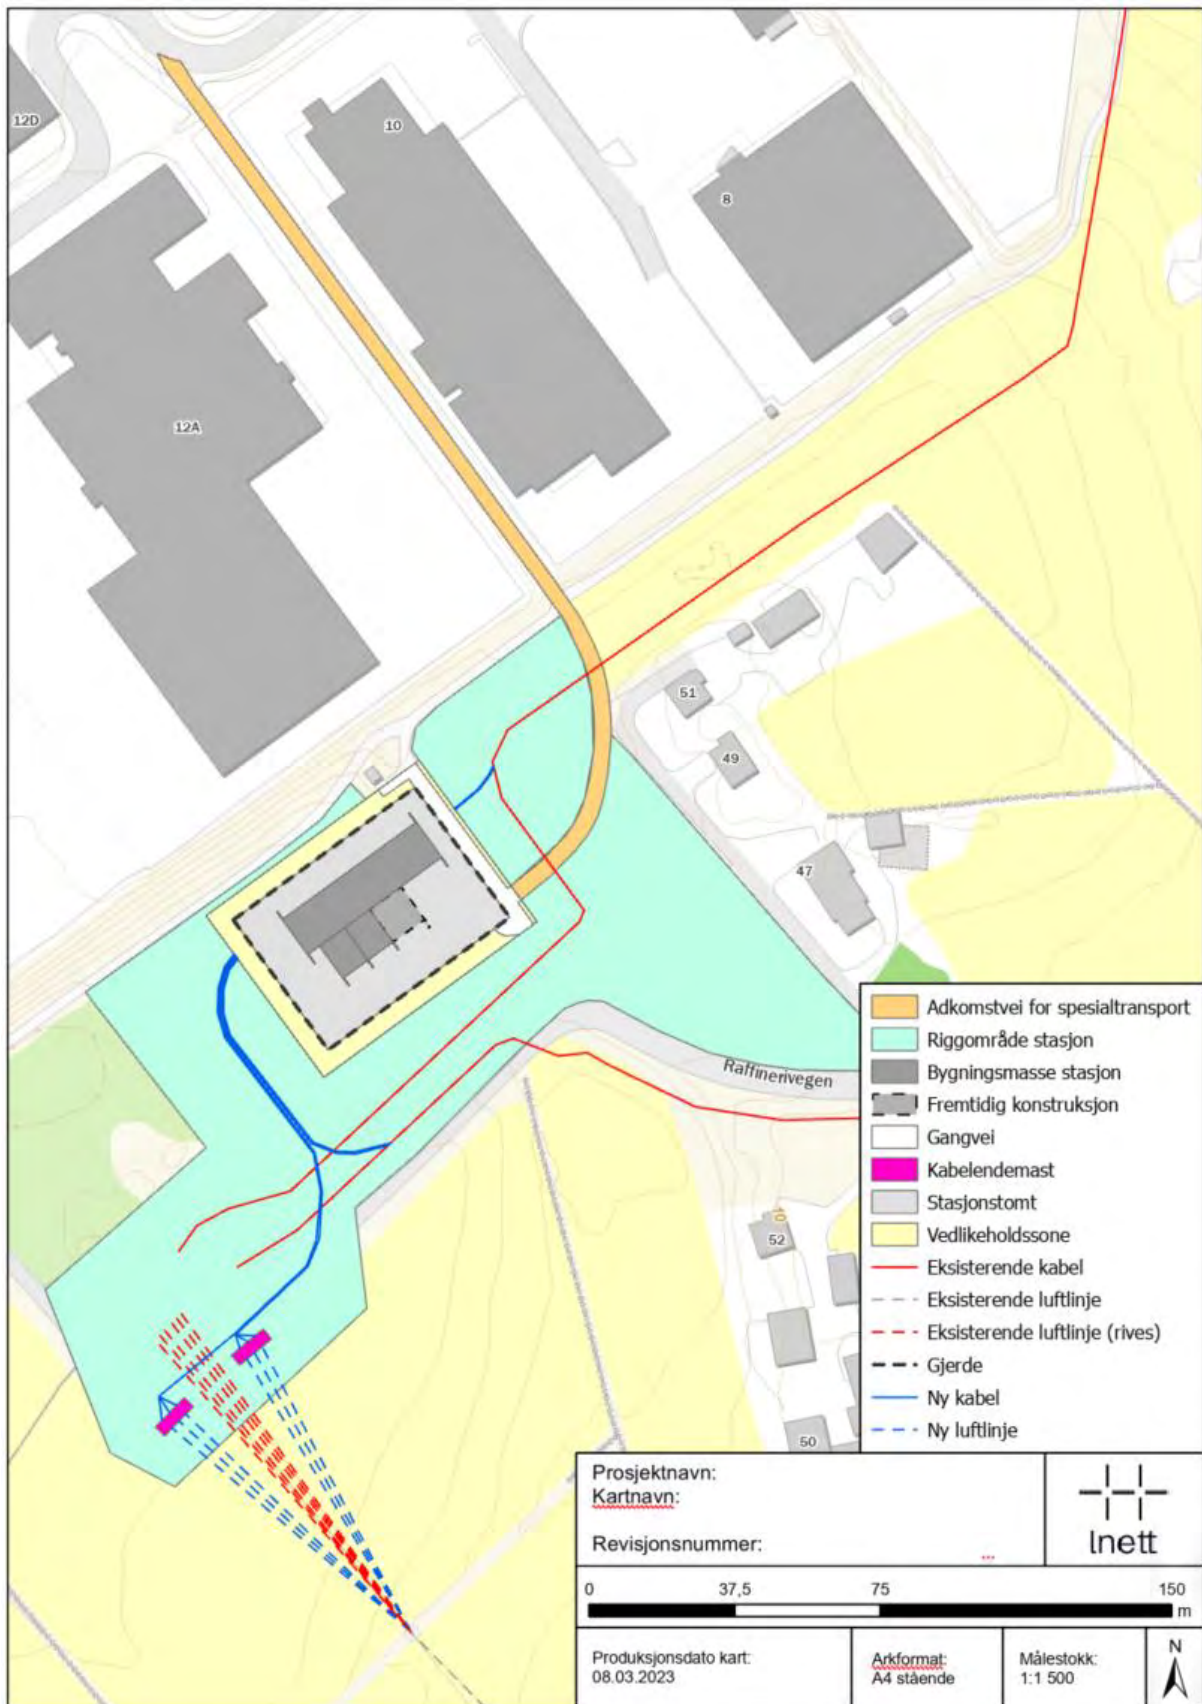 12D
10
8
12A
51
49
47
Raffinerivegen
10
52
50
Adkomstvei for spesialtransport
Riggområde stasjon
Bygningsmasse stasjon
Fremtidig konstruksjon
Gangvei
Kabelendemast
Stasjonstomt
Vedlikeholdssone
Eksisterende kabel
Eksisterende luftlinje
Eksisterende luftlinje (rives)
Gjerde
Ny kabel
Ny luftlinje
Prosjektnavn:
Kartnavn:
Revisjonsnummer:
...
lnett
0 37,5 75 150
m
Produksjonsdato kart:
08.03.2023
Arkformat:
A4 stående
Målestokk:
1:1 500
N